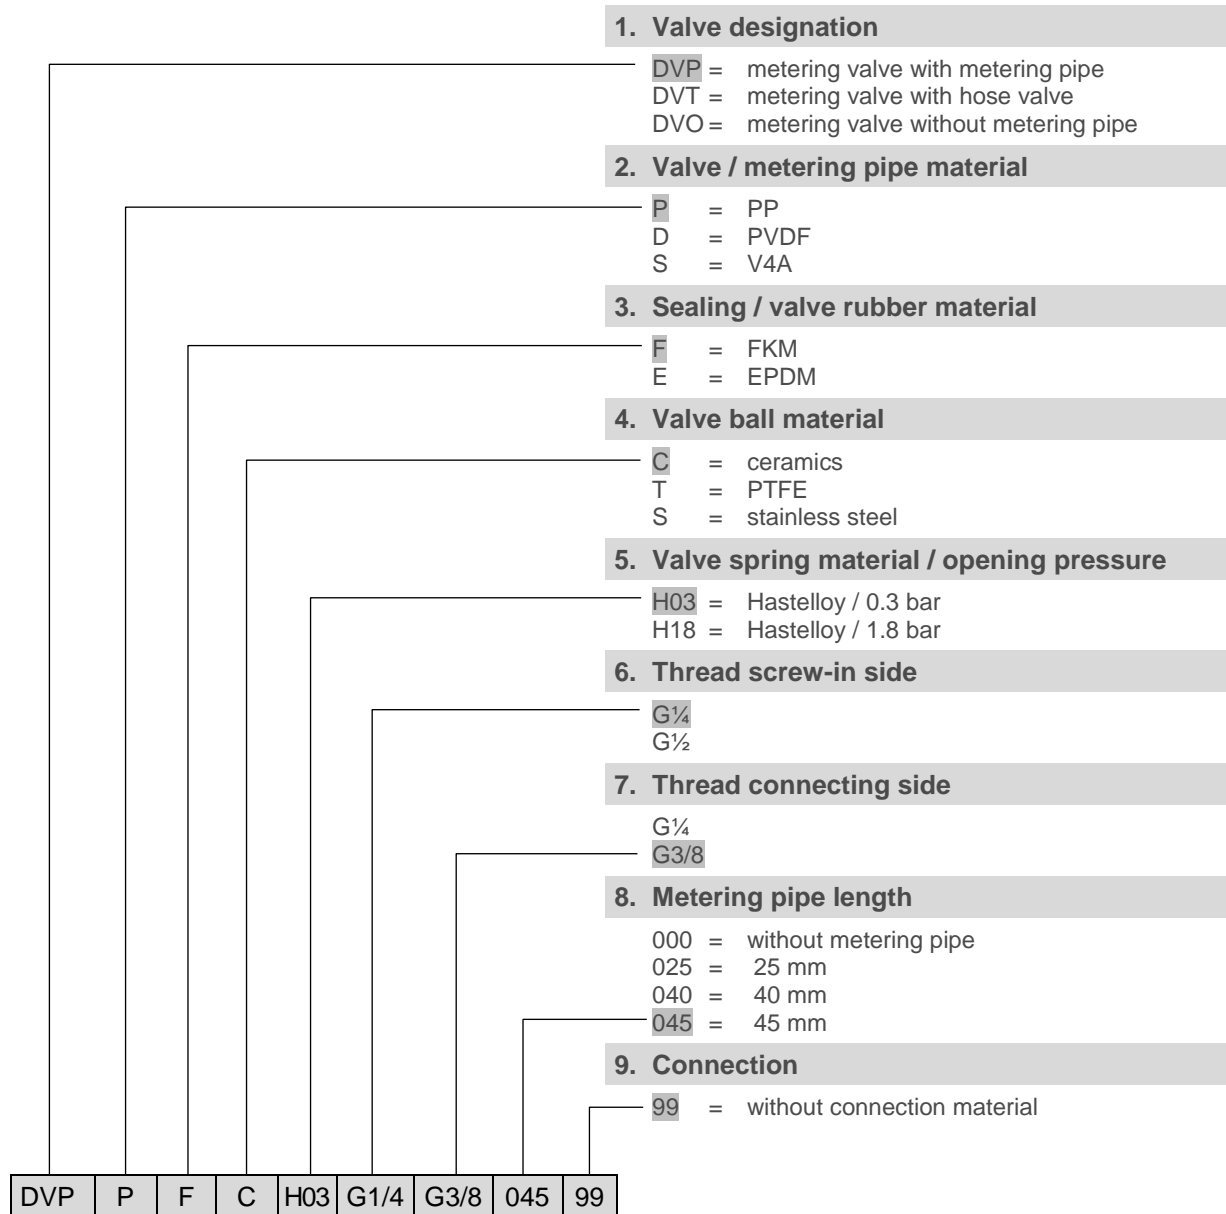 1. Valve designation
DVP = metering valve with metering pipe
DVT = metering valve with hose valve
DVO = metering valve without metering pipe
2. Valve / metering pipe material
P = PP
D = PVDF
S = V4A
3. Sealing / valve rubber material
F = FKM
E = EPDM
4. Valve ball material
C = ceramics
T = PTFE
S = stainless steel
5. Valve spring material / opening pressure
H03 = Hastelloy / 0.3 bar
H18 = Hastelloy / 1.8 bar
6. Thread screw-in side
G¼
G½
7. Thread connecting side
G¼
G3/8
8. Metering pipe length
000 = without metering pipe
025 = 25 mm
040 = 40 mm
045 = 45 mm
9. Connection
99 = without connection material
DVP P F C H03 G1/4 G3/8 045 99